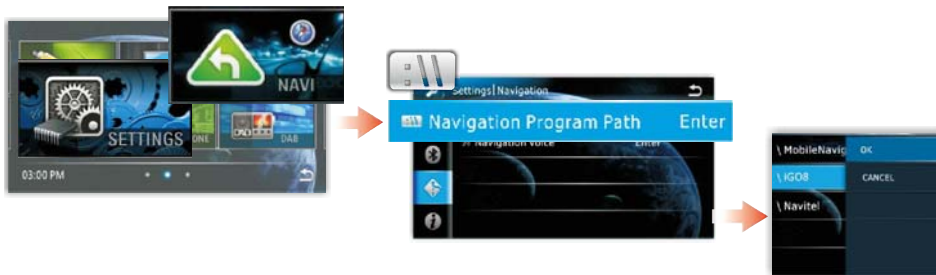 NAVI
SETTINGS
ONE
DAB
03:00 PM
Settings|Navigation
Navigation Program Path Enter
Navigation Voice Enter
\ MobileNavig OK
\ iGO8 CANCEL
\ Navitel